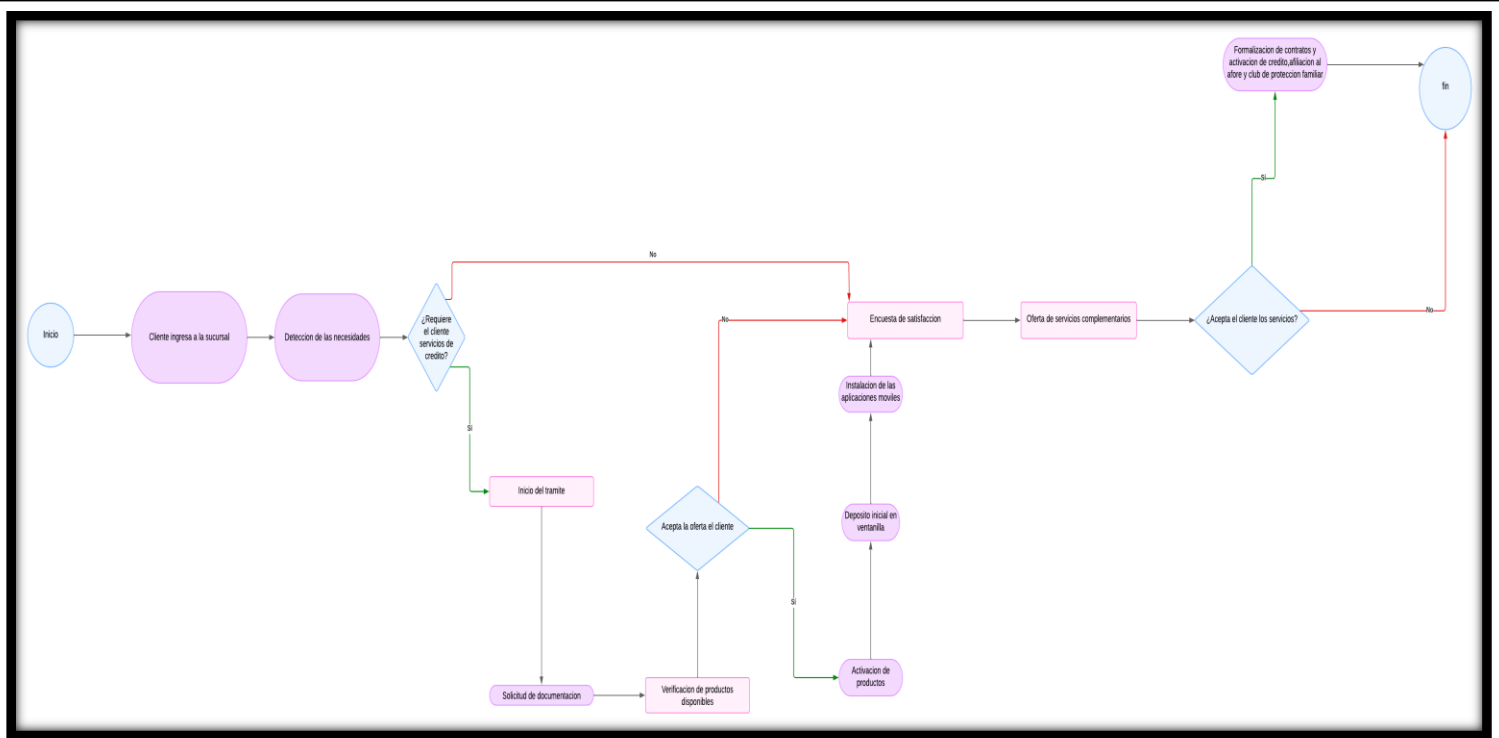 Formalizacion de contratos y
activacion de credito,afiliacion al
afore y club de proteccion familiar
fin
Sí
No
¿Requiere
el cliente
servicios de
credito?
Inicio
Cliente ingresa a la sucursal
Deteccion de las necesidades
No
Encuesta de satisfaccion
Oferta de servicios complementarios
¿Acepta el cliente los servicios?
No
Instalacion de las
aplicaciones moviles
Sí
Inicio del tramite
Acepta la oferta el cliente
Deposito inicial en
ventanilla
Sí
Activacion de
productos
Solicitud de documentacion
Verificacion de productos
disponibles